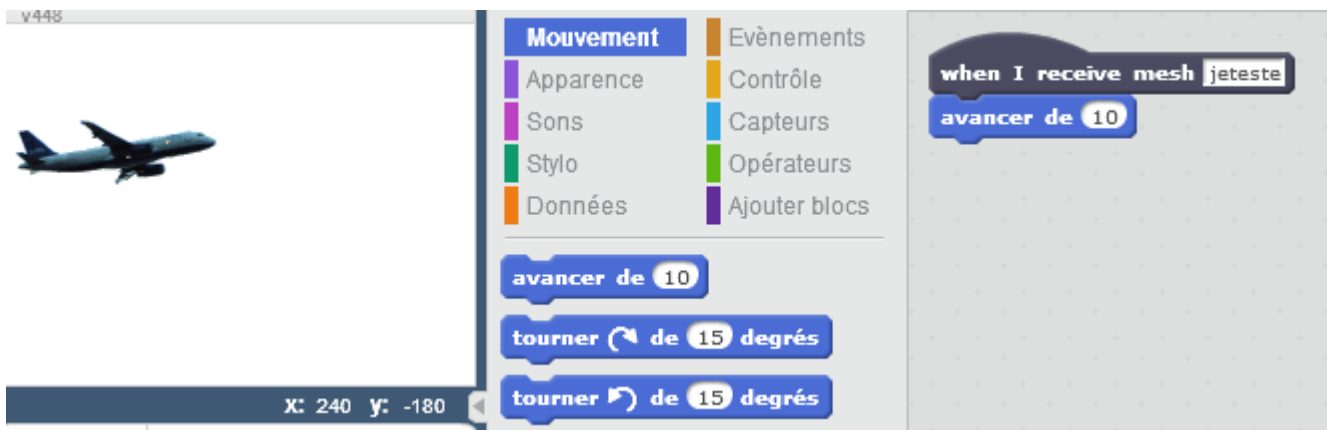 v448
x: 240 y: -180
Mouvement
Apparence
Sons
Stylo
Données
Evènements
Contrôle
Capteurs
Opérateurs
Ajouter blocs
avancer de 10
tourner de 15 degrés
tourner de 15 degrés
when I receive mesh jeteste
avancer de 10